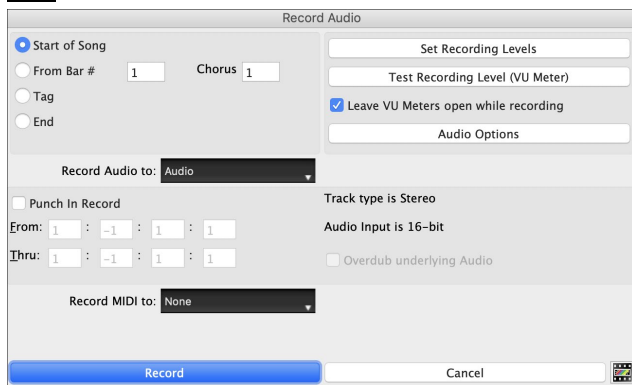 Record Audio
Start of Song
From Bar # 1 Chorus 1
Tag
End
Set Recording Levels
Test Recording Level (VU Meter)
Leave VU Meters open while recording
Audio Options
Record Audio to: Audio
Punch In Record
From: 1 : -1 : 1 : 1
Thru: 1 : -1 : 1 : 1
Track type is Stereo
Audio Input is 16-bit
Overdub underlying Audio
Record MIDI to: None
Record
Cancel